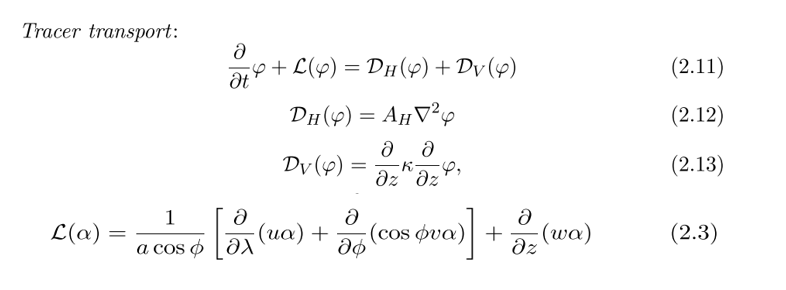 Tracer transport:
∂/∂t φ + ℒ(φ) = 𝒟_H(φ) + 𝒟_V(φ) (2.11)
𝒟_H(φ) = A_H∇²φ (2.12)
𝒟_V(φ) = ∂/∂z κ ∂/∂z φ, (2.13)
ℒ(α) = 1/(a cos ϕ) [∂/∂λ (uα) + ∂/∂ϕ (cos ϕvα)] + ∂/∂z (wα) (2.3)